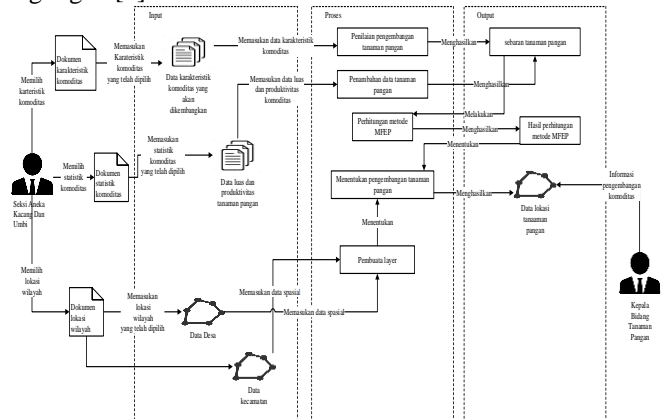 Input
Proses
Output
Dokumen
karakteristik
komoditas
Memasukan
Karateristik
komoditas
yang telah dipilih
Data karakteristik
komoditas yang
akan
dikembangkan
Memasukan data karakteristik
komoditas
Penilaian pengembangan
tanaman pangan
Menghasilkan
sebaran tanaman pangan
Memilih
karteristik
komoditas
Memasukan data luas
dan produktivitas
komoditas
Penambahan data tanaman
pangan
Menghasilkan
Melakukan
Perhitungan metode
MFEP
Menghasilkan
Hasil perhitungan
metode MFEP
Menentukan
Seksi Aneka
Kacang Dan
Umbi
Memilih
statistik
komoditas
Dokumen
statistik
komoditas
Memasukan
statistik
komoditas
yang telah dipilih
Data luas dan
produktivitas
tanaman pangan
Menentukan pengembangan tanaman
pangan
Menghasilkan
Data lokasi
tanaaman
pangan
Informasi
pengembangan
komoditas
Menentukan
Pembuata layer
Memilih
lokasi
wilayah
Dokumen
lokasi
wilayah
Memasukan
lokasi
wilayah
yang telah dipilih
Data Desa
Memasukan data spasial
Memasukan data spasial
Data
kecamatan
Kepala
Bidang
Tanaman
Pangan